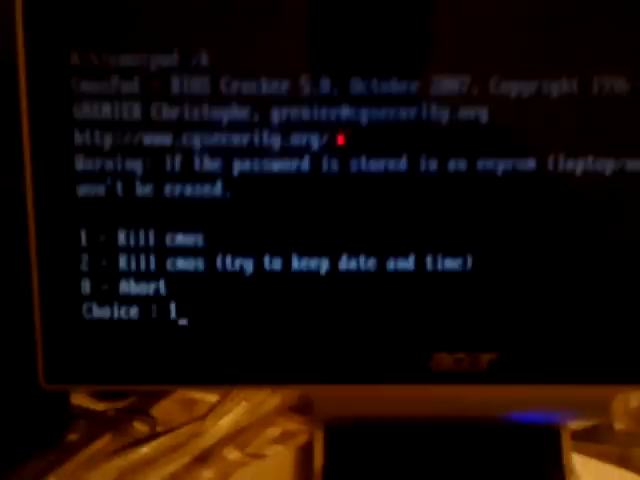 CmosPwd - BIOS Cracker 5.0, October 2007, Copyright 1996
GRENIER Christophe, grenier@cgsecurity.org
http://www.cgsecurity.org/
Warning: if the password is stored in an eeprom (laptop/
won't be erased.
1 - Kill cmos
2 - Kill cmos (try to keep date and time)
0 - Abort
Choice : 1_
acer